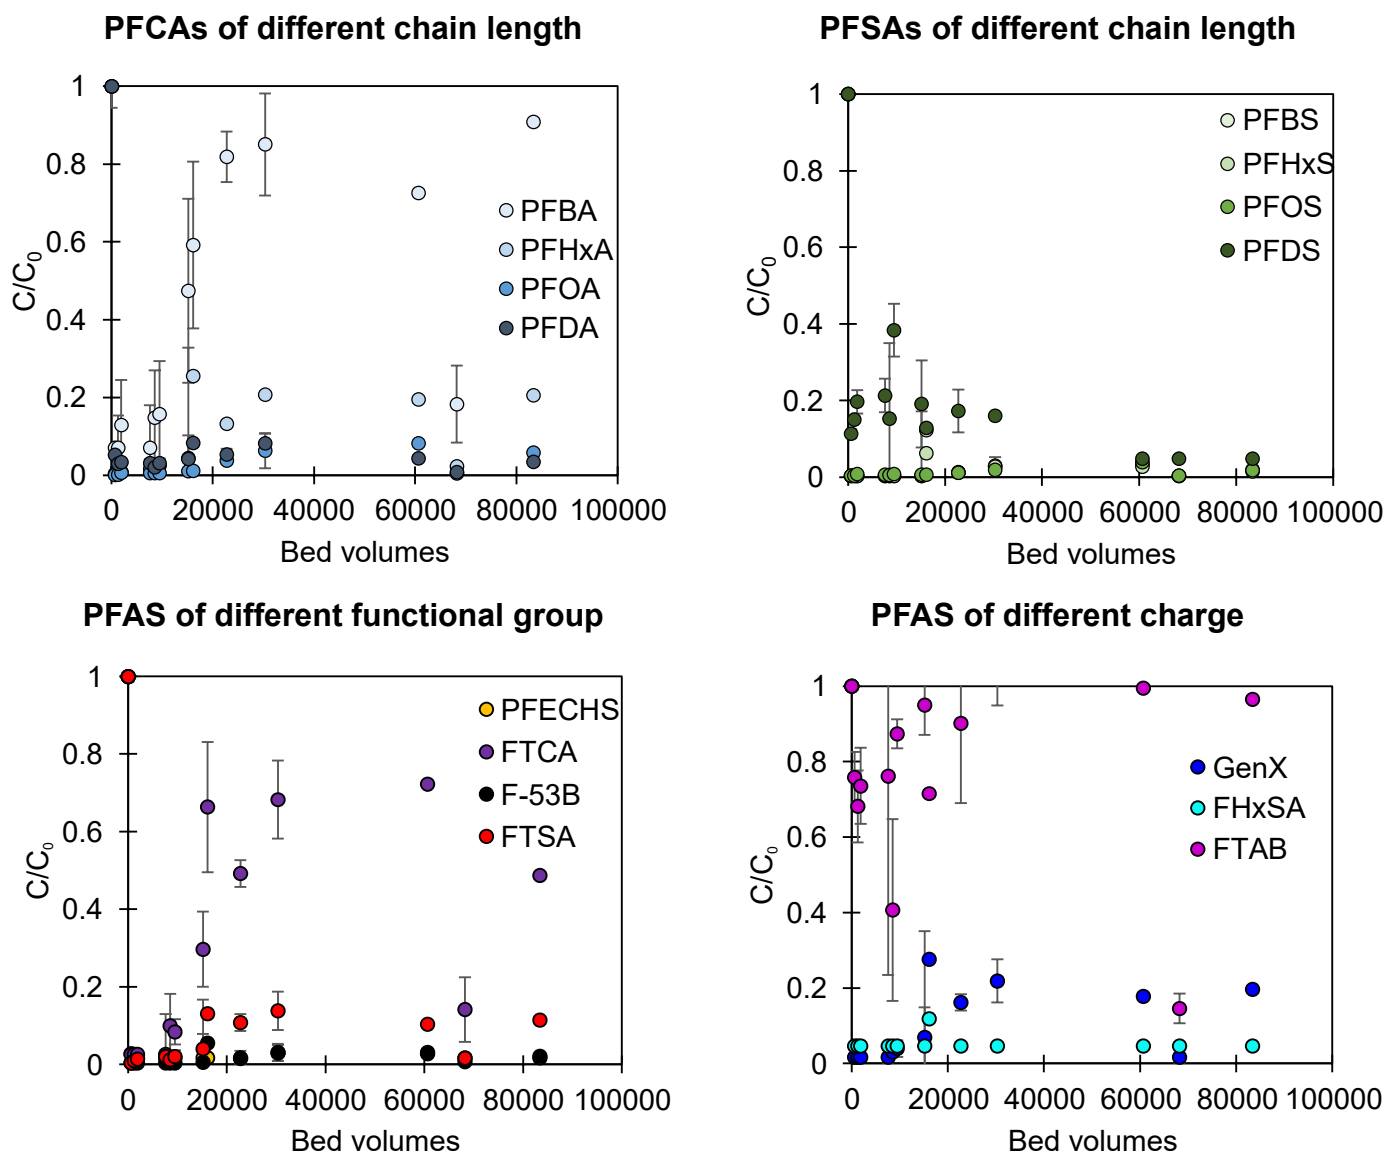 PFCAs of different chain length
1
0.8
0.6
0.4
0.2
0
C/C0
PFBA
PFHxA
PFOA
PFDA
0 20000 40000 60000 80000 100000
Bed volumes
PFSAs of different chain length
1
0.8
0.6
0.4
0.2
0
C/C0
PFBS
PFHxS
PFOS
PFDS
0 20000 40000 60000 80000 100000
Bed volumes
PFAS of different functional group
1
0.8
0.6
0.4
0.2
0
C/C0
PFECHS
FTCA
F-53B
FTSA
0 20000 40000 60000 80000 100000
Bed volumes
PFAS of different charge
1
0.8
0.6
0.4
0.2
0
C/C0
GenX
FHxSA
FTAB
0 20000 40000 60000 80000 100000
Bed volumes